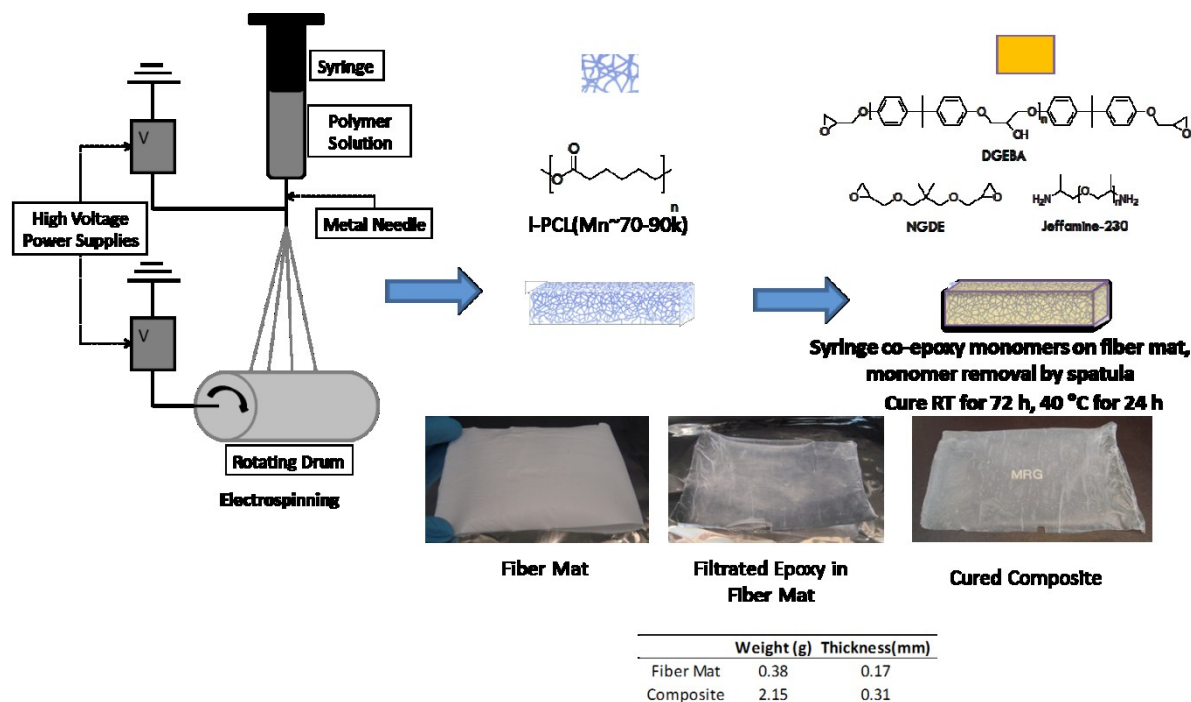 Syringe
Polymer
Solution
V
High Voltage
Power Supplies
Metal Needle
V
Rotating Drum
Electrospinning
O
O
n
l-PCL(Mn~70-90k)
O
O
O
OH
O
n
O
O
DGEBA
O
O
O
O
NGDE
H₂N
O
n
NH₂
Jeffamine-230
Syringe co-epoxy monomers on fiber mat,
monomer removal by spatula
Cure RT for 72 h, 40 °C for 24 h
MRG
Fiber Mat
Filtrated Epoxy in
Fiber Mat
Cured Composite
Weight (g) Thickness(mm)
Fiber Mat 0.38 0.17
Composite 2.15 0.31